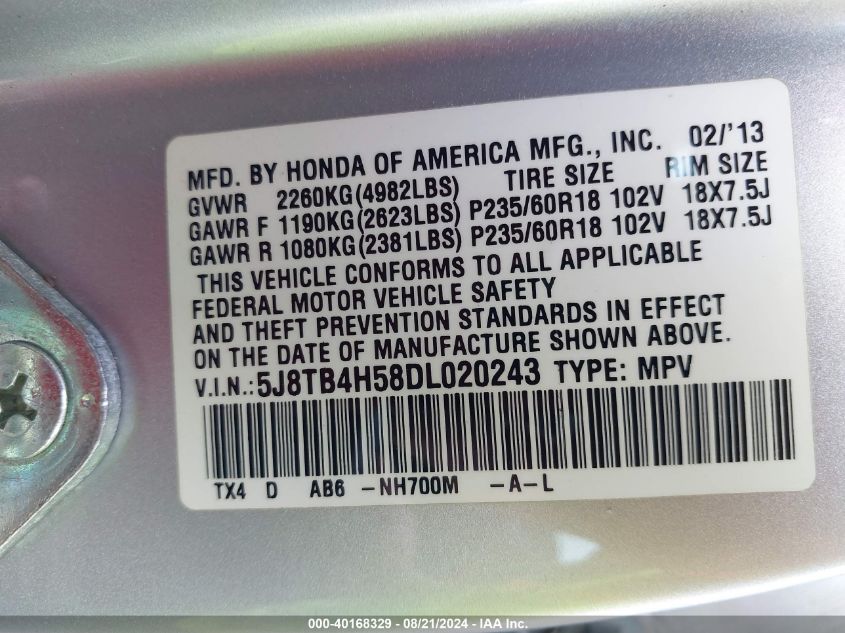 MFD. BY HONDA OF AMERICA MFG., INC. 02/'13
GVWR 2260KG(4982LBS) TIRE SIZE RIM SIZE
GAWR F 1190KG(2623LBS) P235/60R18 102V 18X7.5J
GAWR R 1080KG(2381LBS) P235/60R18 102V 18X7.5J
THIS VEHICLE CONFORMS TO ALL APPLICABLE
FEDERAL MOTOR VEHICLE SAFETY
AND THEFT PREVENTION STANDARDS IN EFFECT
ON THE DATE OF MANUFACTURE SHOWN ABOVE.
V.I.N.:5J8TB4H58DL020243 TYPE: MPV
TX4 D AB6 -NH700M -A-L
000-40168329 - 08/21/2024 - IAA Inc.